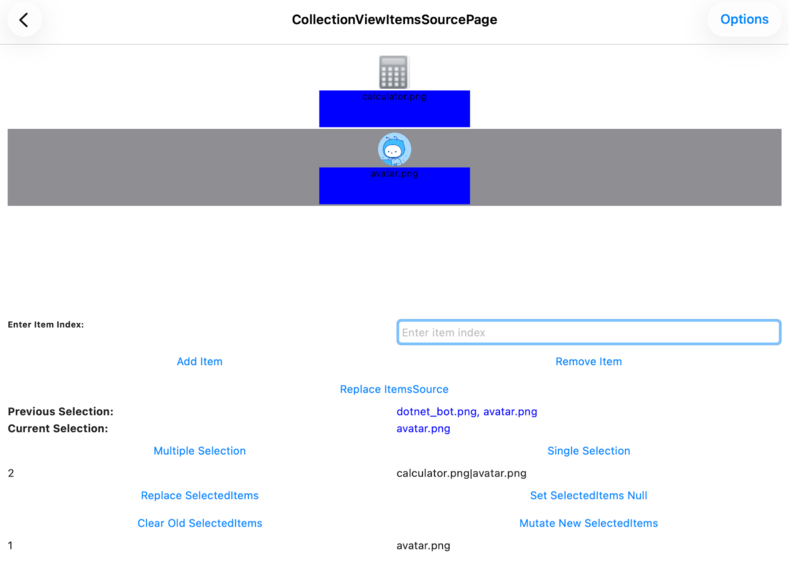 CollectionViewItemsSourcePage
Options
calculator.png
avatar.png
Enter Item Index:
Enter item index
Add Item
Remove Item
Replace ItemsSource
Previous Selection:
dotnet_bot.png, avatar.png
Current Selection:
avatar.png
Multiple Selection
Single Selection
2
calculator.png|avatar.png
Replace SelectedItems
Set SelectedItems Null
Clear Old SelectedItems
Mutate New SelectedItems
1
avatar.png